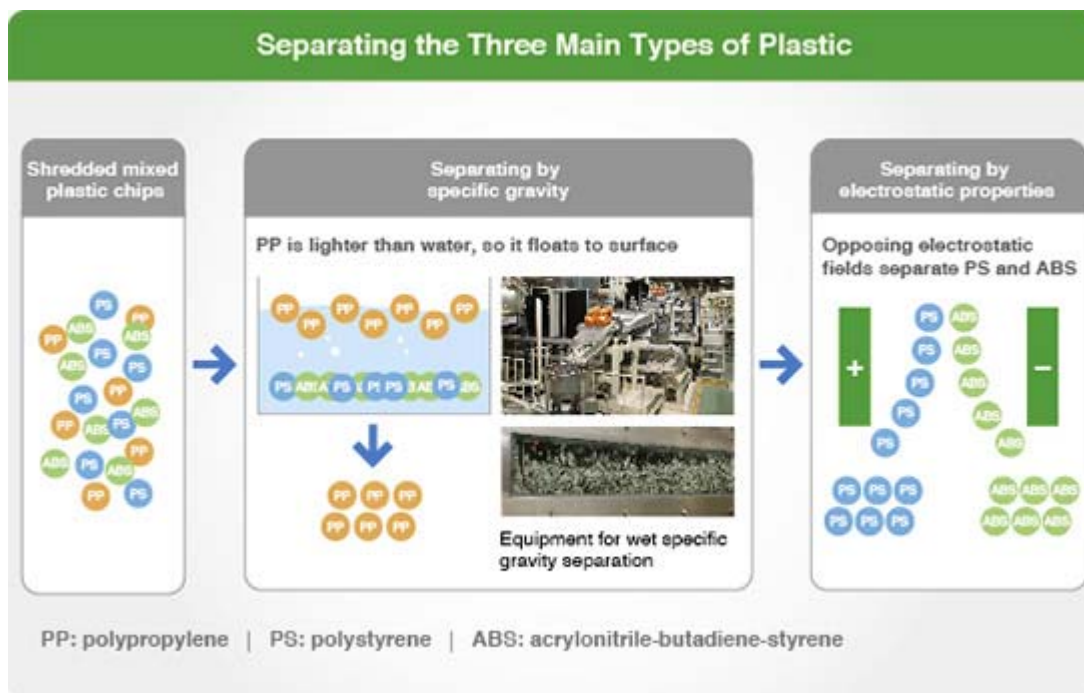 Separating the Three Main Types of Plastic
Shredded mixed
plastic chips
PS
PP
ABS
ABS
PP
PS
ABS
PS
PP
PS
ABS
PP
ABS
PS
PP
ABS
PS
ABS
PP
PS
Separating by
specific gravity
PP is lighter than water, so it floats to surface
PP PP PP PP
PP PP PP
PS ABS PS PS PS PS ABS
PP PP PP
PP PP PP
Equipment for wet specific
gravity separation
Separating by
electrostatic properties
Opposing electrostatic
fields separate PS and ABS
PS ABS
PS ABS
+ PS ABS −
PS ABS
PS ABS
PS PS PS ABS ABS ABS
PS PS PS ABS ABS ABS
PP: polypropylene | PS: polystyrene | ABS: acrylonitrile-butadiene-styrene